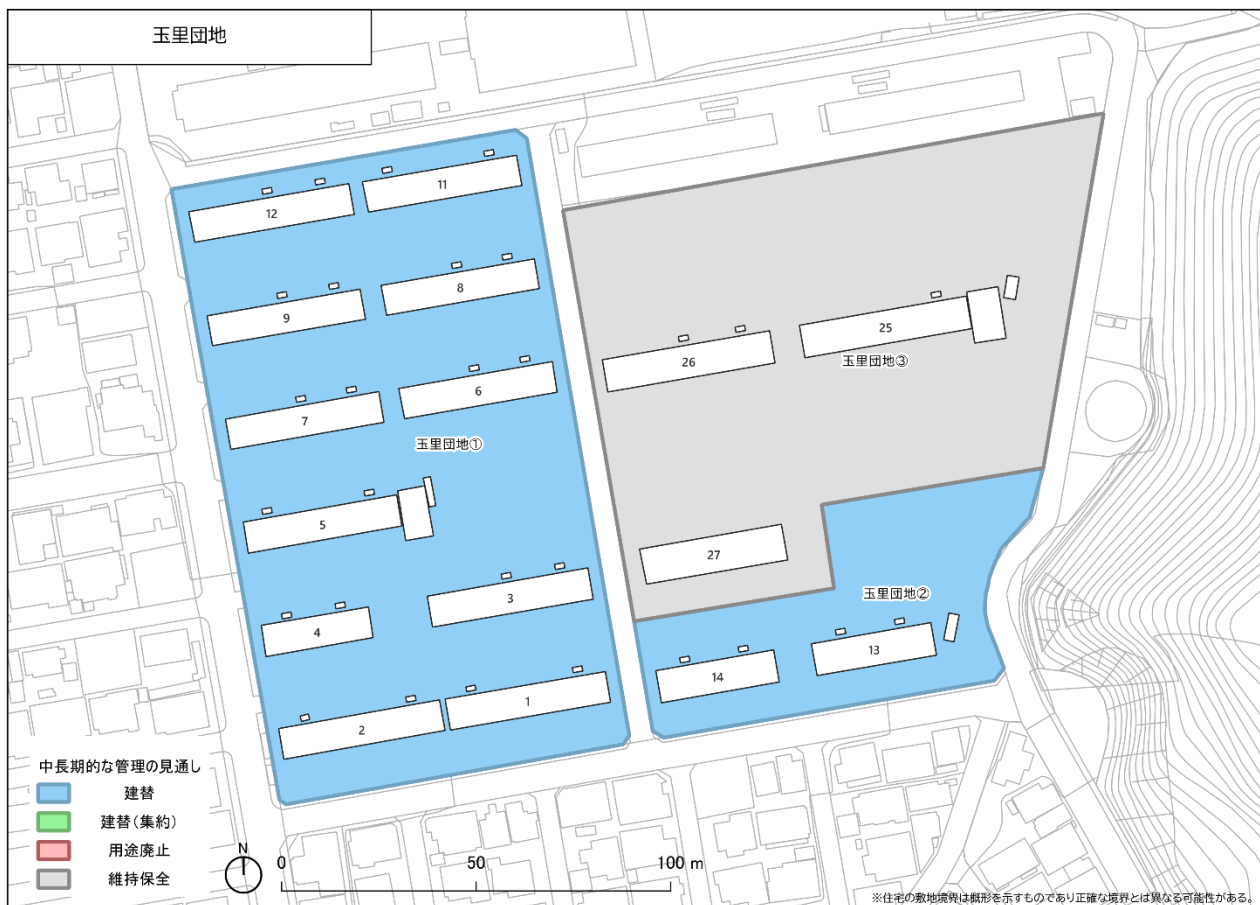 玉里団地
11
12
8
9
26
25
玉里団地③
6
7
玉里団地①
5
27
3
玉里団地②
4
13
14
1
2
中長期的な管理の見通し
建替
建替(集約)
用途廃止
維持保全
N
0 50 100 m
※住宅の敷地境界は概形を示すものであり正確な境界とは異なる可能性がある。